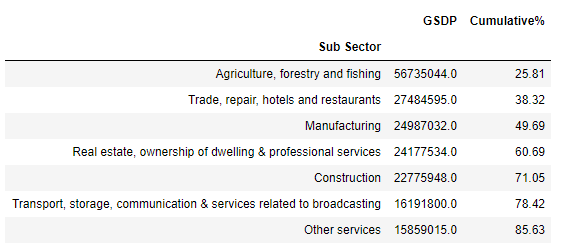 GSDP Cumulative%
Sub Sector
Agriculture, forestry and fishing 56735044.0 25.81
Trade, repair, hotels and restaurants 27484595.0 38.32
Manufacturing 24987032.0 49.69
Real estate, ownership of dwelling & professional services 24177534.0 60.69
Construction 22775948.0 71.05
Transport, storage, communication & services related to broadcasting 16191800.0 78.42
Other services 15859015.0 85.63